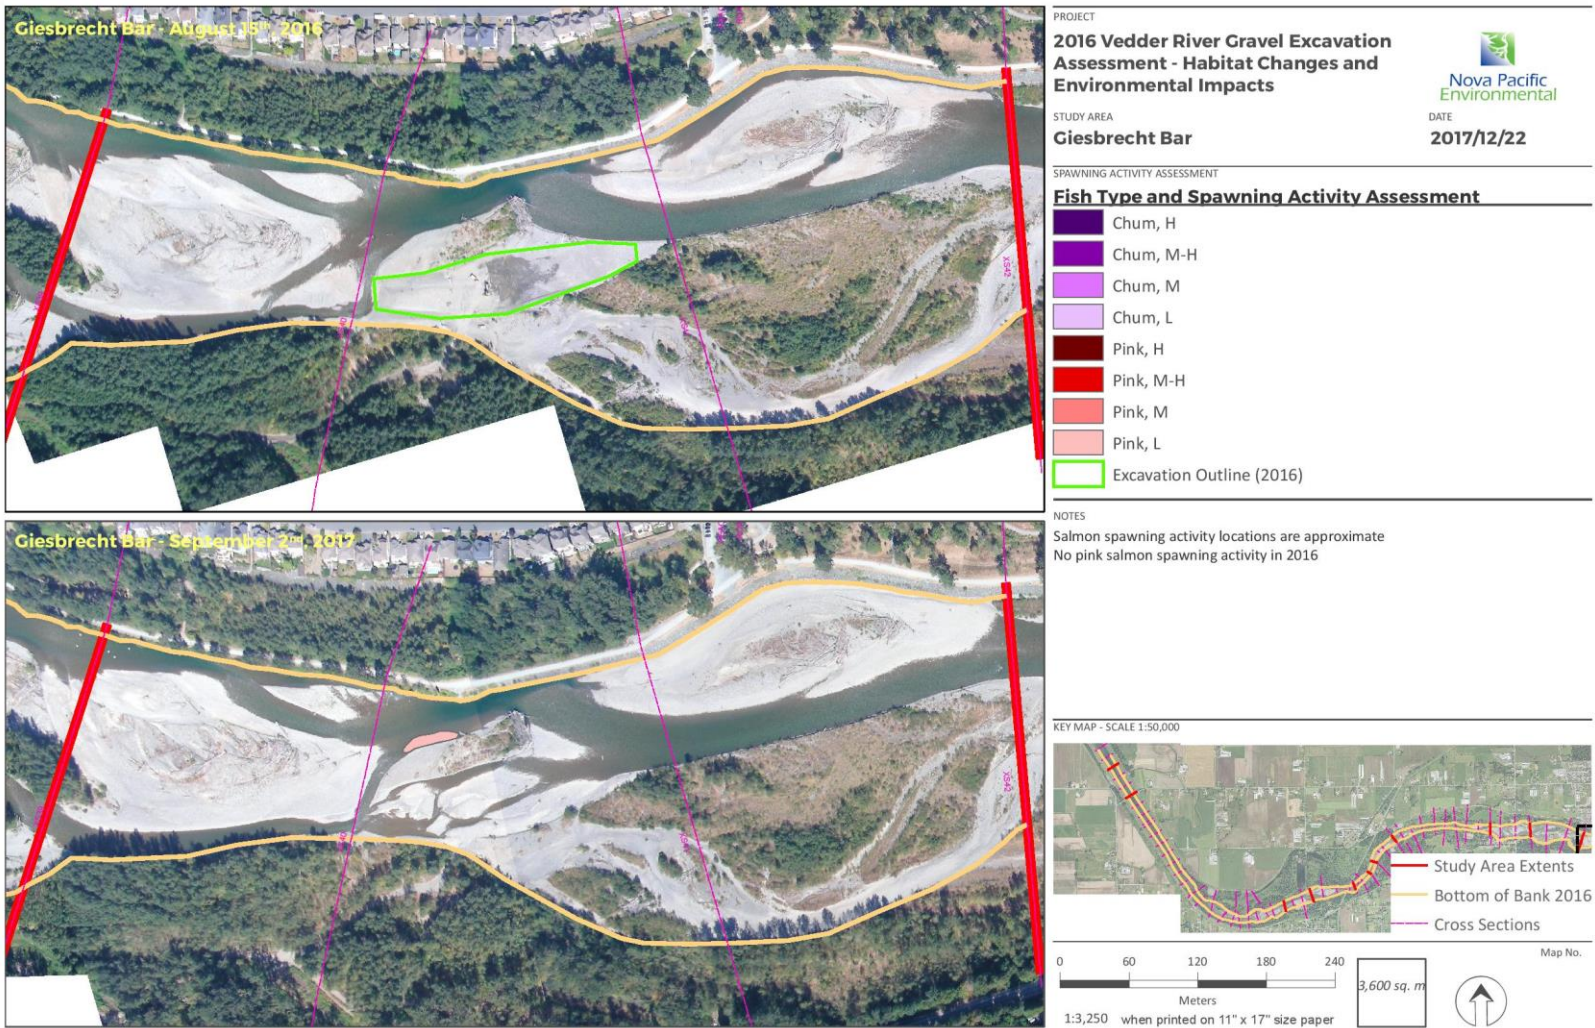 Giesbrecht Bar - August 15th, 2016
XS42
Giesbrecht Bar - September 2nd, 2017
XS42
PROJECT
2016 Vedder River Gravel Excavation
Assessment - Habitat Changes and
Environmental Impacts
Nova Pacific
Environmental
STUDY AREA
Giesbrecht Bar
DATE
2017/12/22
SPAWNING ACTIVITY ASSESSMENT
Fish Type and Spawning Activity Assessment
Chum, H
Chum, M-H
Chum, M
Chum, L
Pink, H
Pink, M-H
Pink, M
Pink, L
Excavation Outline (2016)
NOTES
Salmon spawning activity locations are approximate
No pink salmon spawning activity in 2016
KEY MAP - SCALE 1:50,000
Study Area Extents
Bottom of Bank 2016
Cross Sections
Map No.
0 60 120 180 240
Meters
1:3,250 when printed on 11" x 17" size paper
3,600 sq. m